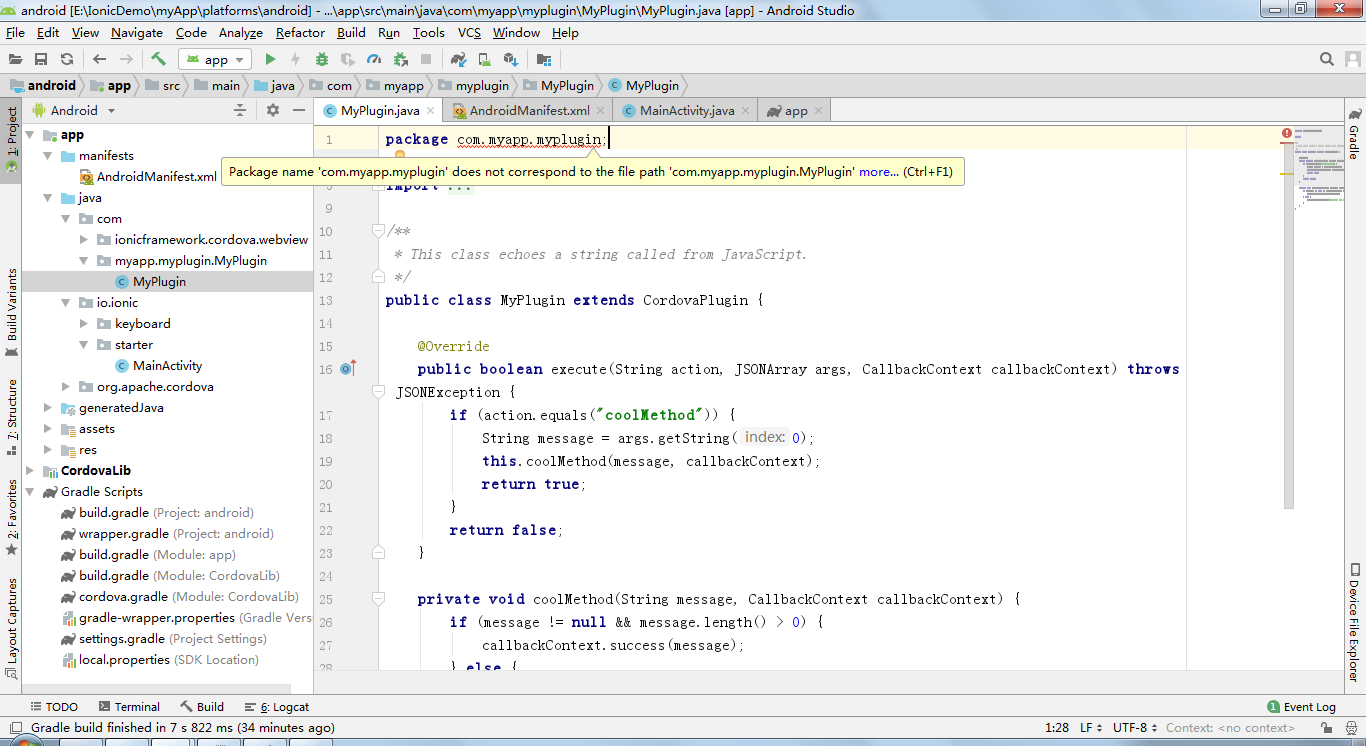 android [E:\IonicDemo\myApp\platforms\android] - ...\app\src\main\java\com\myapp\myplugin\MyPlugin\MyPlugin.java [app] - Android Studio
File Edit View Navigate Code Analyze Refactor Build Run Tools VCS Window Help
app
android app src main java com myapp myplugin MyPlugin MyPlugin
Android
MyPlugin.java AndroidManifest.xml MainActivity.java app
1: Project
Build Variants
7: Structure
2: Favorites
Layout Captures
app
manifests
AndroidManifest.xml
java
com
ionicframework.cordova.webview
myapp.myplugin.MyPlugin
MyPlugin
io.ionic
keyboard
starter
MainActivity
org.apache.cordova
generatedJava
assets
res
CordovaLib
Gradle Scripts
build.gradle (Project: android)
wrapper.gradle (Project: android)
build.gradle (Module: app)
build.gradle (Module: CordovaLib)
cordova.gradle (Module: CordovaLib)
gradle-wrapper.properties (Gradle Vers
settings.gradle (Project Settings)
local.properties (SDK Location)
1 package com.myapp.myplugin;
Package name 'com.myapp.myplugin' does not correspond to the file path 'com.myapp.myplugin.MyPlugin' more... (Ctrl+F1)
import ...
9
10 /**
11 * This class echoes a string called from JavaScript.
12 */
13 public class MyPlugin extends CordovaPlugin {
14
15 @Override
16 public boolean execute(String action, JSONArray args, CallbackContext callbackContext) throws
JSONException {
17 if (action.equals("coolMethod")) {
18 String message = args.getString( index: 0);
19 this.coolMethod(message, callbackContext);
20 return true;
21 }
22 return false;
23 }
24
25 private void coolMethod(String message, CallbackContext callbackContext) {
26 if (message != null && message.length() > 0) {
27 callbackContext.success(message);
28 } else {
Gradle
Device File Explorer
TODO Terminal Build 6: Logcat 1 Event Log
Gradle build finished in 7 s 822 ms (34 minutes ago) 1:28 LF UTF-8 Context: <no context>